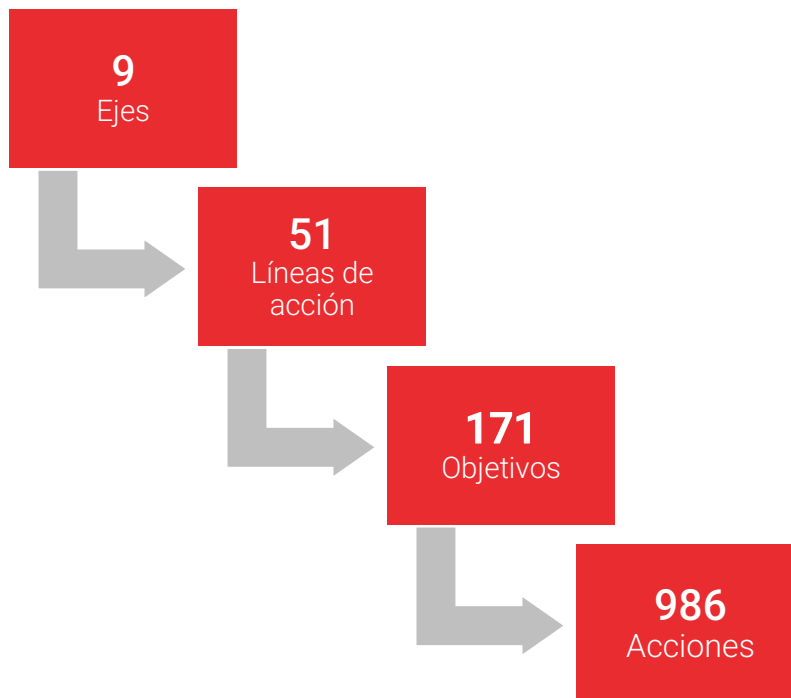 9
Ejes
51
Líneas de
acción
171
Objetivos
986
Acciones